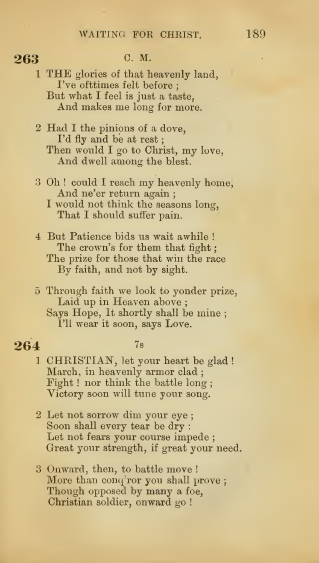 WAITING FOR CHRIST. 189
263 C. M.
1 THE glories of that heavenly land,
I've ofttimes felt before ;
But what I feel is just a taste,
And makes me long for more.
2 Had I the pinions of a dove,
I'd fly and be at rest ;
Then would I go to Christ, my love,
And dwell among the blest.
3 Oh ! could I reach my heavenly home,
And ne'er return again ;
I would not think the seasons long,
That I should suffer pain.
4 But Patience bids us wait awhile !
The crown's for them that fight ;
The prize for those that win the race
By faith, and not by sight.
5 Through faith we look to yonder prize,
Laid up in Heaven above ;
Says Hope, It shortly shall be mine ;
I'll wear it soon, says Love.
264 7s
1 CHRISTIAN, let your heart be glad !
March, in heavenly armor clad ;
Fight ! nor think the battle long ;
Victory soon will tune your song.
2 Let not sorrow dim your eye ;
Soon shall every tear be dry :
Let not fears your course impede ;
Great your strength, if great your need.
3 Onward, then, to battle move !
More than conq'ror you shall prove ;
Though opposed by many a foe,
Christian soldier, onward go !